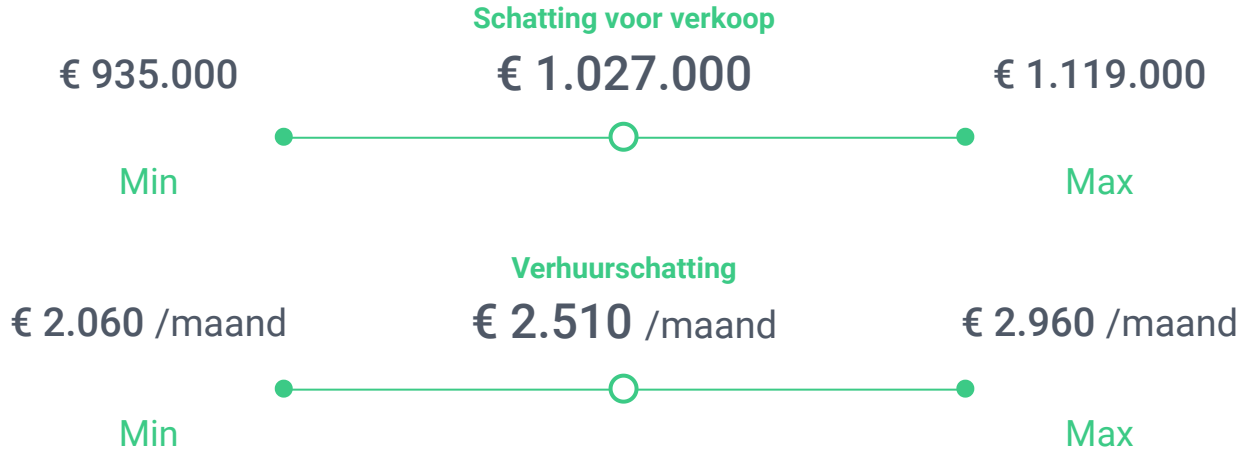 Schatting voor verkoop
€ 935.000 € 1.027.000 € 1.119.000
Min Max
Verhuurschatting
€ 2.060 /maand € 2.510 /maand € 2.960 /maand
Min Max